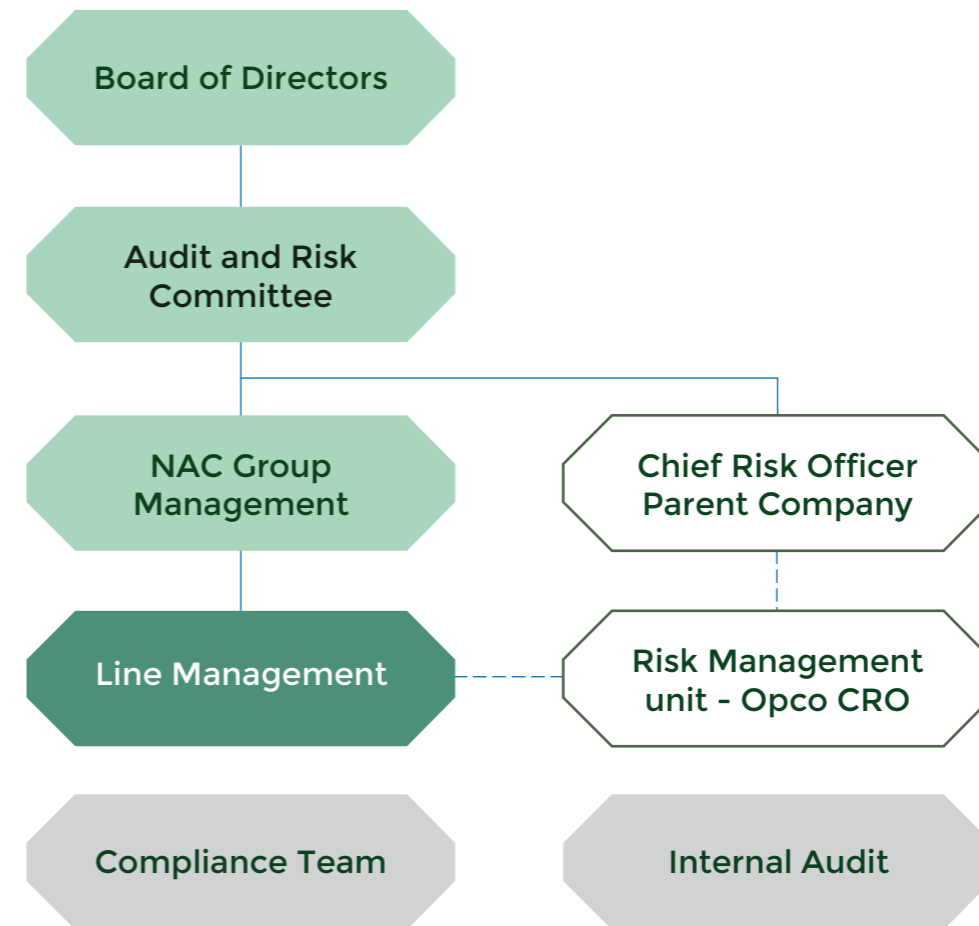 Board of Directors
Audit and Risk
Committee
NAC Group
Management
Chief Risk Officer
Parent Company
Line Management
Risk Management
unit - Opco CRO
Compliance Team
Internal Audit